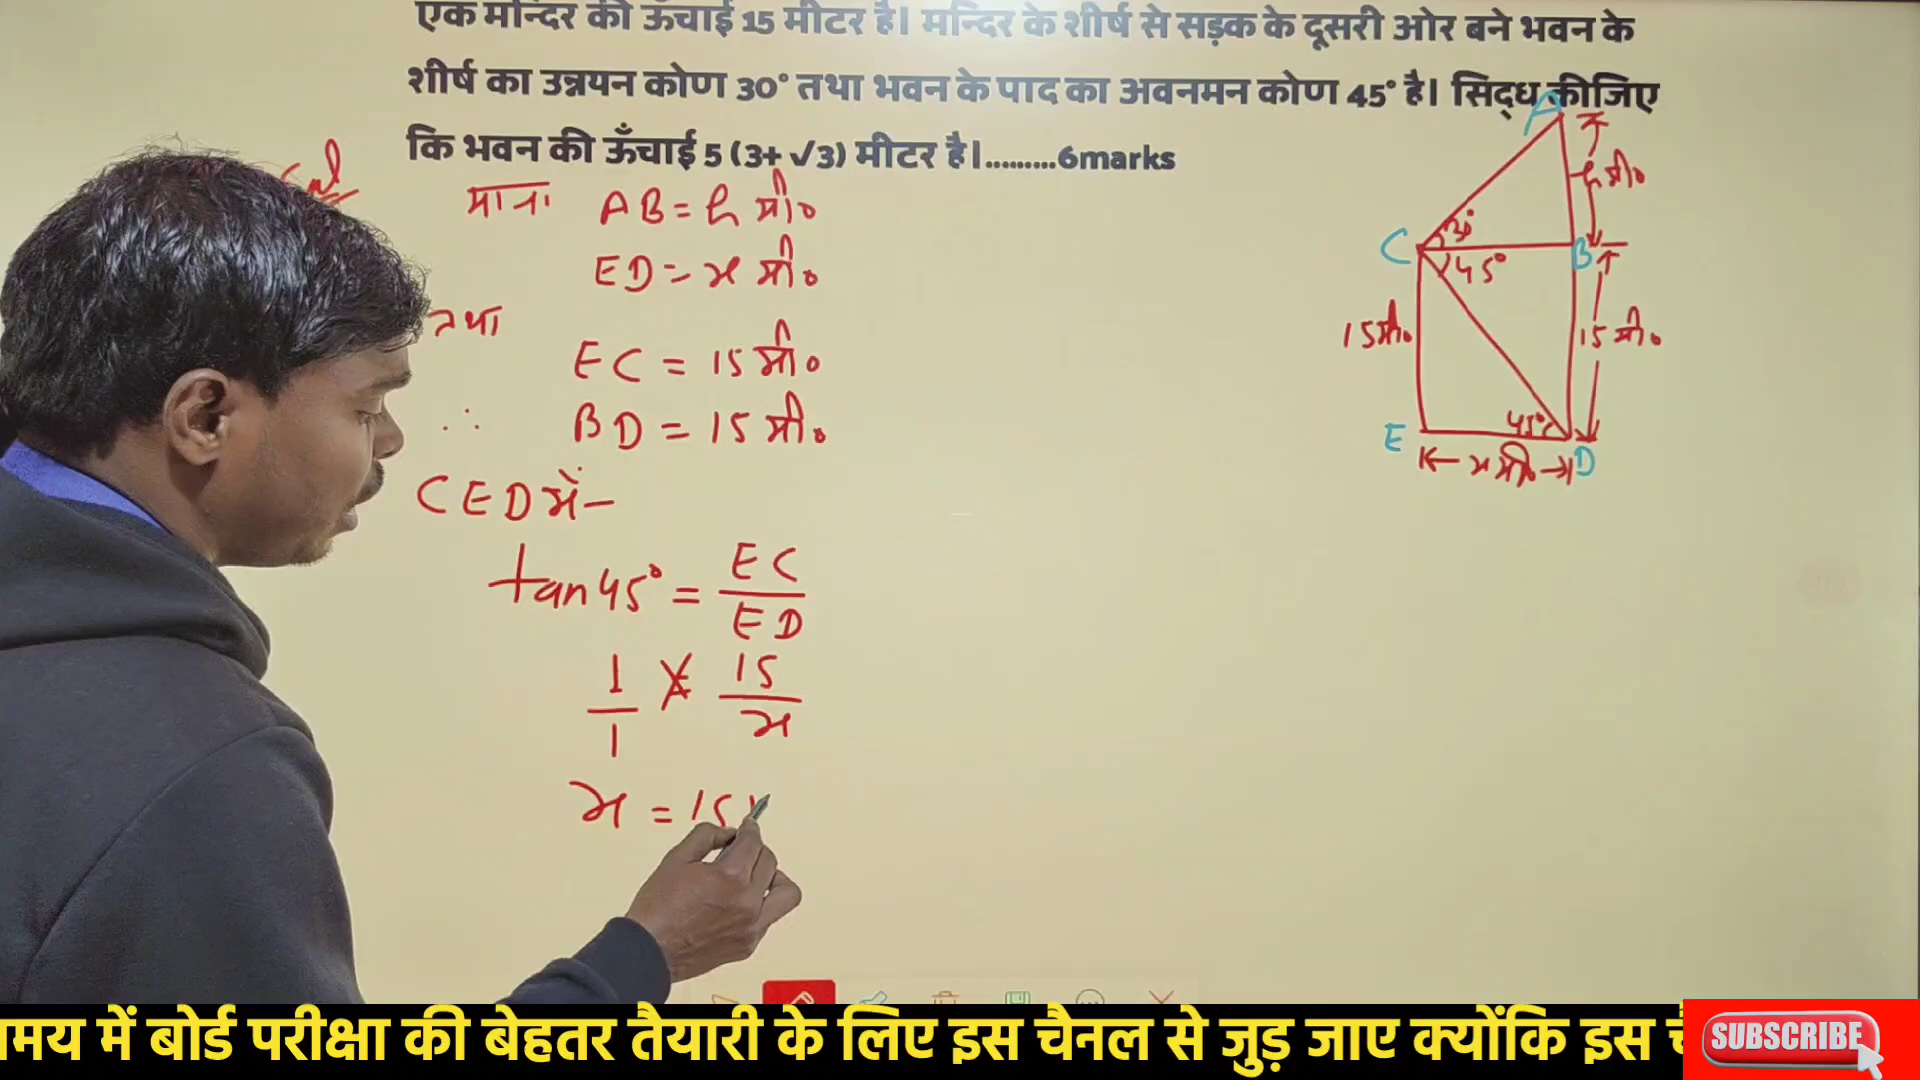 एक मन्दिर की ऊँचाई 15 मीटर है। मन्दिर के शीर्ष से सड़क के दूसरी ओर बने भवन के
शीर्ष का उन्नयन कोण 30° तथा भवन के पाद का अवनमन कोण 45° है। सिद्ध कीजिए
कि भवन की ऊँचाई 5 (3+ √3) मीटर है।.........6marks
माना AB = h मी०
ED = x मी०
तथा
EC = 15 मी०
∴ BD = 15 मी०
CED में –
tan45° = EC/ED
1/1 = 15/x
x = 15
A
h मी०
30°
C
B
45°
15 मी०
15 मी०
45°
E
x मी०
D
में बोर्ड परीक्षा की बेहतर तैयारी के लिए इस चैनल से जुड़ जाए क्योंकि इस
SUBSCRIBE